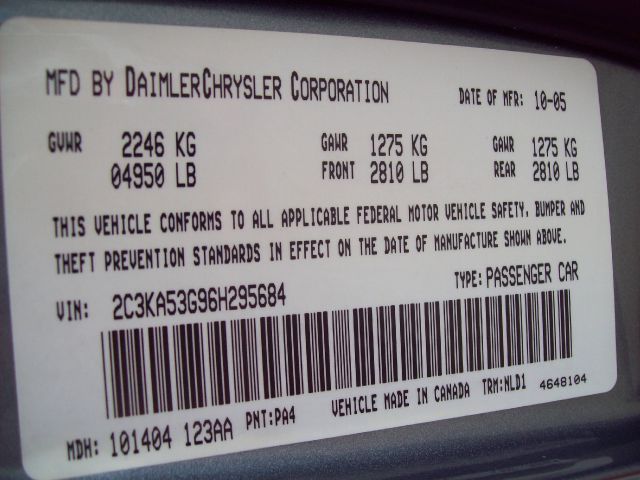 MFD BY DAIMLERCHRYSLER CORPORATION DATE OF MFR: 10-05
GVWR 2246 KG GAWR 1275 KG GAWR 1275 KG
04950 LB FRONT 2810 LB REAR 2810 LB
THIS VEHICLE CONFORMS TO ALL APPLICABLE FEDERAL MOTOR VEHICLE SAFETY, BUMPER AND
THEFT PREVENTION STANDARDS IN EFFECT ON THE DATE OF MANUFACTURE SHOWN ABOVE.
VIN: 2C3KA53G96H295684 TYPE: PASSENGER CAR
MDH: 101404 123AA PNT:PA4 VEHICLE MADE IN CANADA TRM:NLD1 4648104